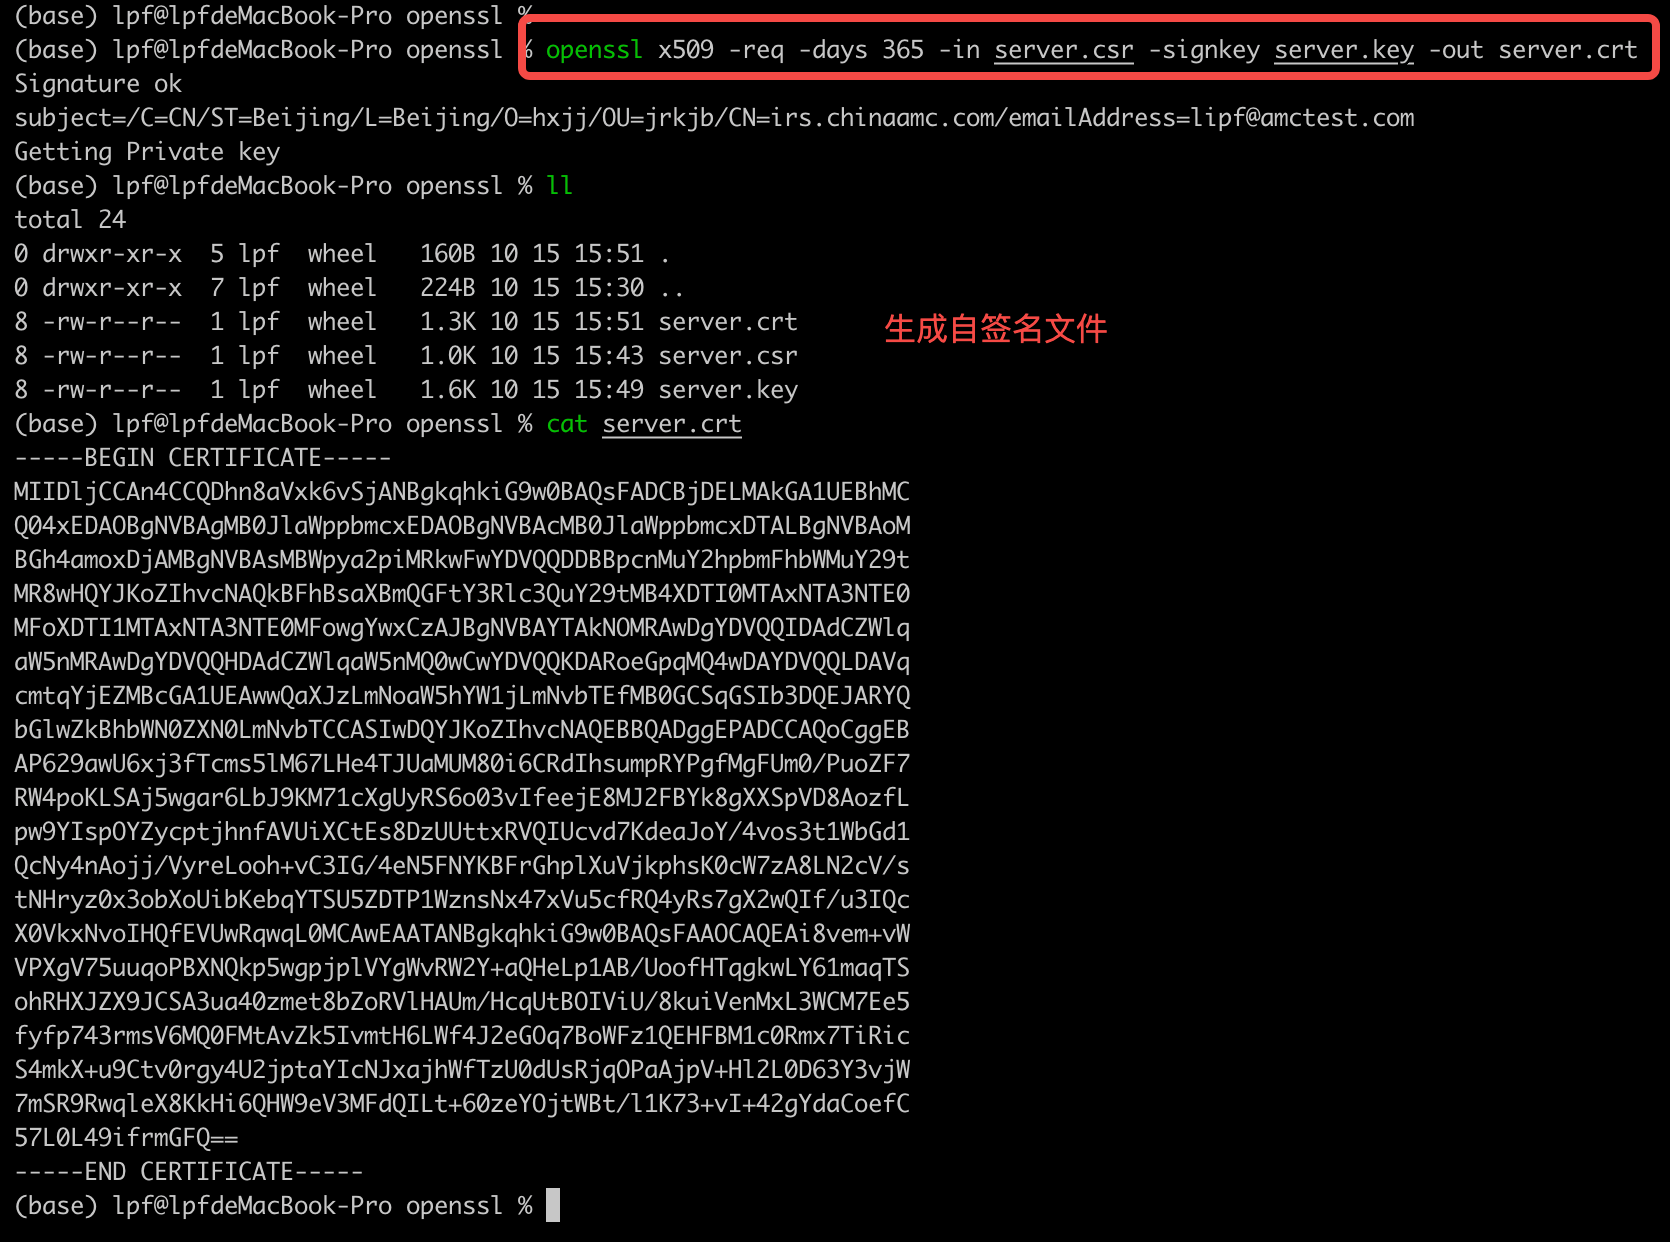 (base) lpf@lpfdeMacBook-Pro openssl %
(base) lpf@lpfdeMacBook-Pro openssl % openssl x509 -req -days 365 -in server.csr -signkey server.key -out server.crt
Signature ok
subject=/C=CN/ST=Beijing/L=Beijing/O=hxjj/OU=jrkjb/CN=irs.chinaamc.com/emailAddress=lipf@amctest.com
Getting Private key
(base) lpf@lpfdeMacBook-Pro openssl % ll
total 24
0 drwxr-xr-x  5 lpf  wheel   160B 10 15 15:51 .
0 drwxr-xr-x  7 lpf  wheel   224B 10 15 15:30 ..
8 -rw-r--r--  1 lpf  wheel   1.3K 10 15 15:51 server.crt
生成自签名文件
8 -rw-r--r--  1 lpf  wheel   1.0K 10 15 15:43 server.csr
8 -rw-r--r--  1 lpf  wheel   1.6K 10 15 15:49 server.key
(base) lpf@lpfdeMacBook-Pro openssl % cat server.crt
-----BEGIN CERTIFICATE-----
MIIDljCCAn4CCQDhn8aVxk6vSjANBgkqhkiG9w0BAQsFADCBjDELMAkGA1UEBhMC
Q04xEDAOBgNVBAgMB0JlaWppbmcxEDAOBgNVBAcMB0JlaWppbmcxDTALBgNVBAoM
BGh4amoxDjAMBgNVBAsMBWpya2piMRkwFwYDVQQDDBBpcnMuY2hpbmFhbWMuY29t
MR8wHQYJKoZIhvcNAQkBFhBsaXBmQGFtY3Rlc3QuY29tMB4XDTI0MTAxNTA3NTE0
MFoXDTI1MTAxNTA3NTE0MFowgYwxCzAJBgNVBAYTAkNOMRAwDgYDVQQIDAdCZWlq
aW5nMRAwDgYDVQQHDAdCZWlqaW5nMQ0wCwYDVQQKDARoeGpqMQ4wDAYDVQQLDAVq
cmtqYjEZMBcGA1UEAwwQaXJzLmNoaW5hYW1jLmNvbTEfMB0GCSqGSIb3DQEJARYQ
bGlwZkBhbWN0ZXN0LmNvbTCCASIwDQYJKoZIhvcNAQEBBQADggEPADCCAQoCggEB
AP629awU6xj3fTcms5lM67LHe4TJUaMUM80i6CRdIhsumpRYPgfMgFUm0/PuoZF7
RW4poKLSAj5wgar6LbJ9KM71cXgUyRS6o03vIfeejE8MJ2FBYk8gXXSpVD8AozfL
pw9YIspOYZycptjhnfAVUiXCtEs8DzUUttxRVQIUcvd7KdeaJoY/4vos3t1WbGd1
QcNy4nAojj/VyreLooh+vC3IG/4eN5FNYKBFrGhplXuVjkphsK0cW7zA8LN2cV/s
tNHryz0x3obXoUibKebqYTSU5ZDTP1WznsNx47xVu5cfRQ4yRs7gX2wQIf/u3IQc
X0VkxNvoIHQfEVUwRqwqL0MCAwEAATANBgkqhkiG9w0BAQsFAAOCAQEAi8vem+vW
VPXgV75uuqoPBXNQkp5wgpjplVYgWvRW2Y+aQHeLp1AB/UoofHTqgkwLY61maqTS
ohRHXJZX9JCSA3ua40zmet8bZoRVlHAUm/HcqUtBOIViU/8kuiVenMxL3WCM7Ee5
fyfp743rmsV6MQ0FMtAvZk5IvmtH6LWf4J2eGOq7BoWFz1QEHFBM1c0Rmx7TiRic
S4mkX+u9Ctv0rgy4U2jptaYIcNJxajhWfTzU0dUsRjqOPaAjpV+Hl2L0D63Y3vjW
7mSR9RwqleX8KkHi6QHW9eV3MFdQILt+60zeYOjtWBt/l1K73+vI+42gYdaCoefC
57L0L49ifrmGFQ==
-----END CERTIFICATE-----
(base) lpf@lpfdeMacBook-Pro openssl %